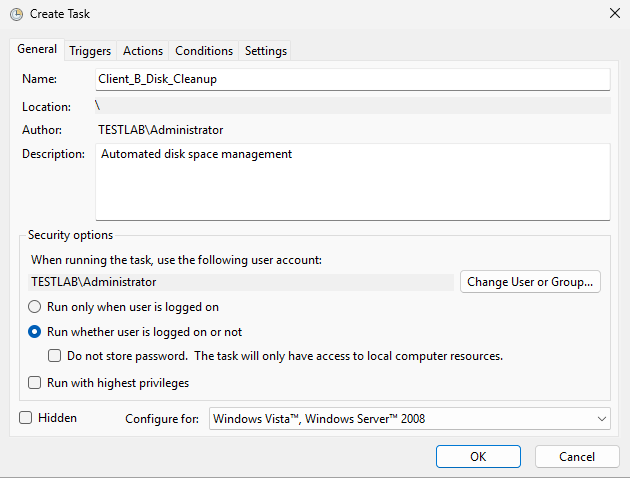 Create Task
General Triggers Actions Conditions Settings
Name: Client_B_Disk_Cleanup
Location: \
Author: TESTLAB\Administrator
Description: Automated disk space management
Security options
When running the task, use the following user account:
TESTLAB\Administrator Change User or Group...
Run only when user is logged on
Run whether user is logged on or not
Do not store password. The task will only have access to local computer resources.
Run with highest privileges
Hidden Configure for: Windows Vista™, Windows Server™ 2008
OK Cancel